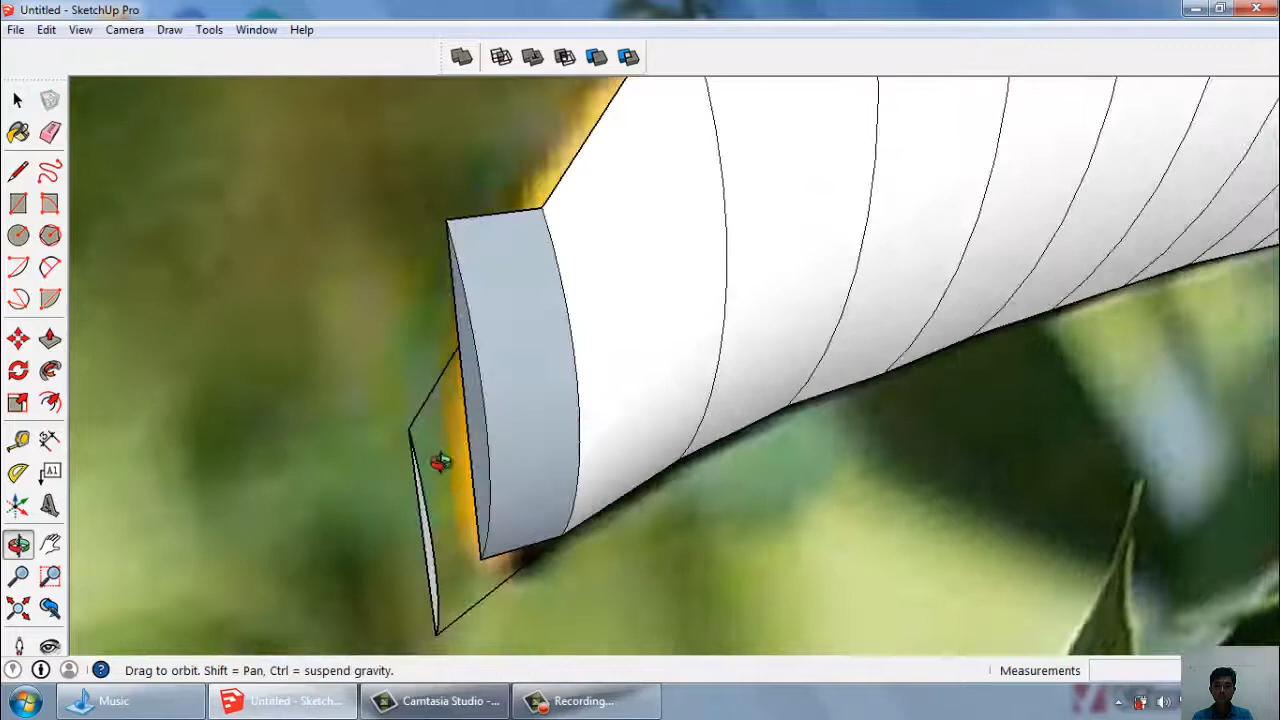 Untitled - SketchUp Pro
File Edit View Camera Draw Tools Window Help
A1
Drag to orbit. Shift = Pan, Ctrl = suspend gravity.
Measurements
Music
Untitled - Sketch...
Camtasia Studio -...
Recording...